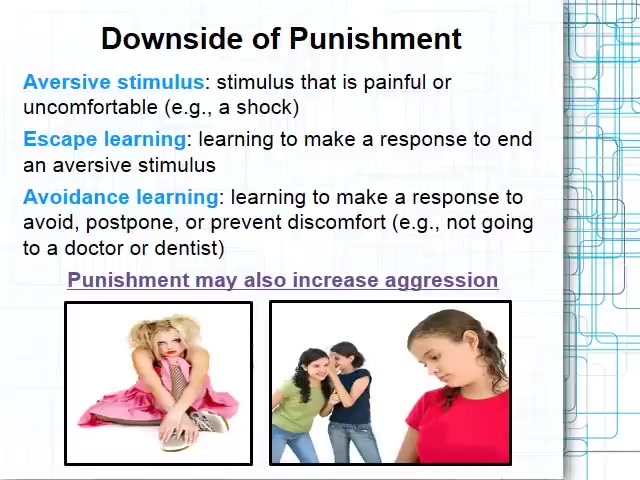 Downside of Punishment
Aversive stimulus: stimulus that is painful or
uncomfortable (e.g., a shock)
Escape learning: learning to make a response to end
an aversive stimulus
Avoidance learning: learning to make a response to
avoid, postpone, or prevent discomfort (e.g., not going
to a doctor or dentist)
Punishment may also increase aggression